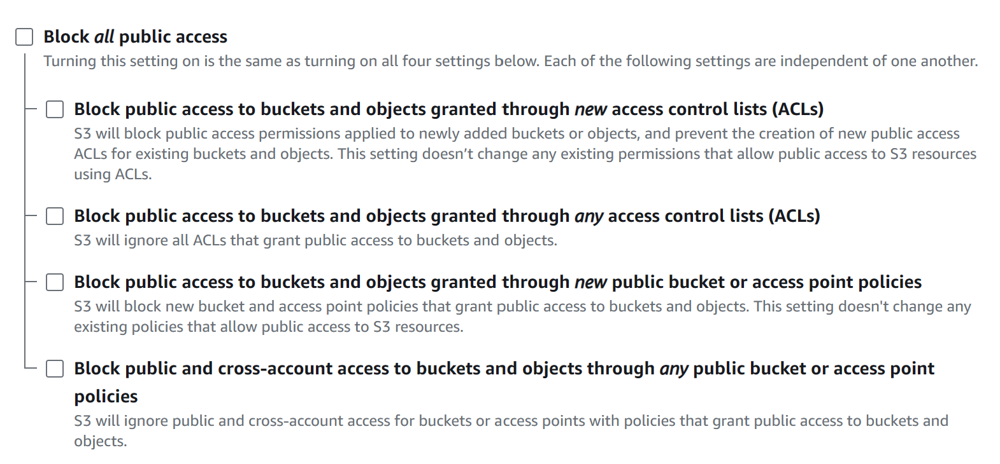 Block all public access
Turning this setting on is the same as turning on all four settings below. Each of the following settings are independent of one another.
Block public access to buckets and objects granted through new access control lists (ACLs)
S3 will block public access permissions applied to newly added buckets or objects, and prevent the creation of new public access
ACLs for existing buckets and objects. This setting doesn’t change any existing permissions that allow public access to S3 resources
using ACLs.
Block public access to buckets and objects granted through any access control lists (ACLs)
S3 will ignore all ACLs that grant public access to buckets and objects.
Block public access to buckets and objects granted through new public bucket or access point policies
S3 will block new bucket and access point policies that grant public access to buckets and objects. This setting doesn't change any
existing policies that allow public access to S3 resources.
Block public and cross-account access to buckets and objects through any public bucket or access point
policies
S3 will ignore public and cross-account access for buckets or access points with policies that grant public access to buckets and
objects.